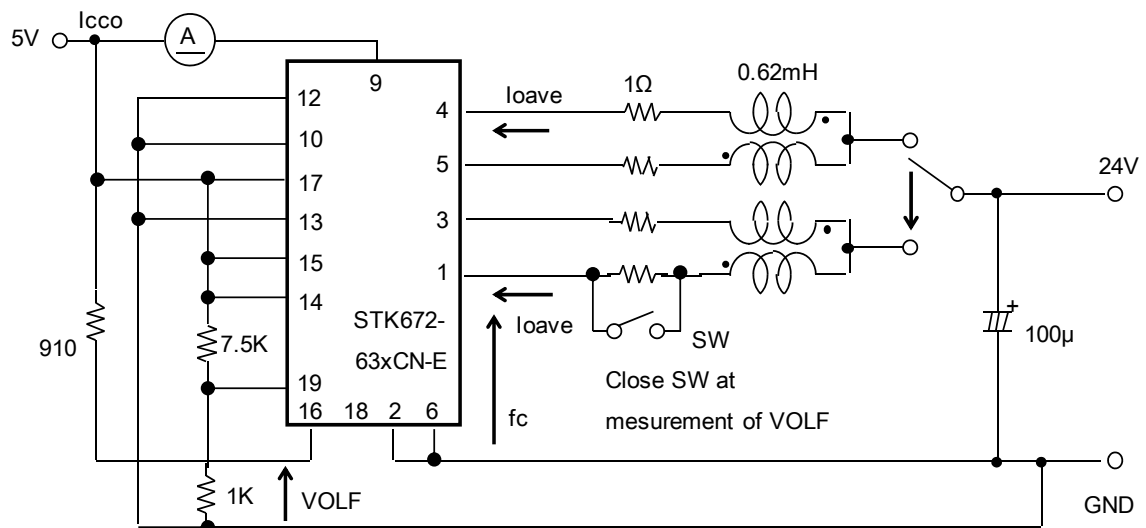 Icco
5V
A
9
12
10
17
13
15
14
19
16 18 2 6
4
5
3
1
STK672-
63xCN-E
Ioave
1Ω
0.62mH
24V
Ioave
SW
Close SW at
mesurement of VOLF
fc
910
7.5K
1K
VOLF
+
100µ
GND